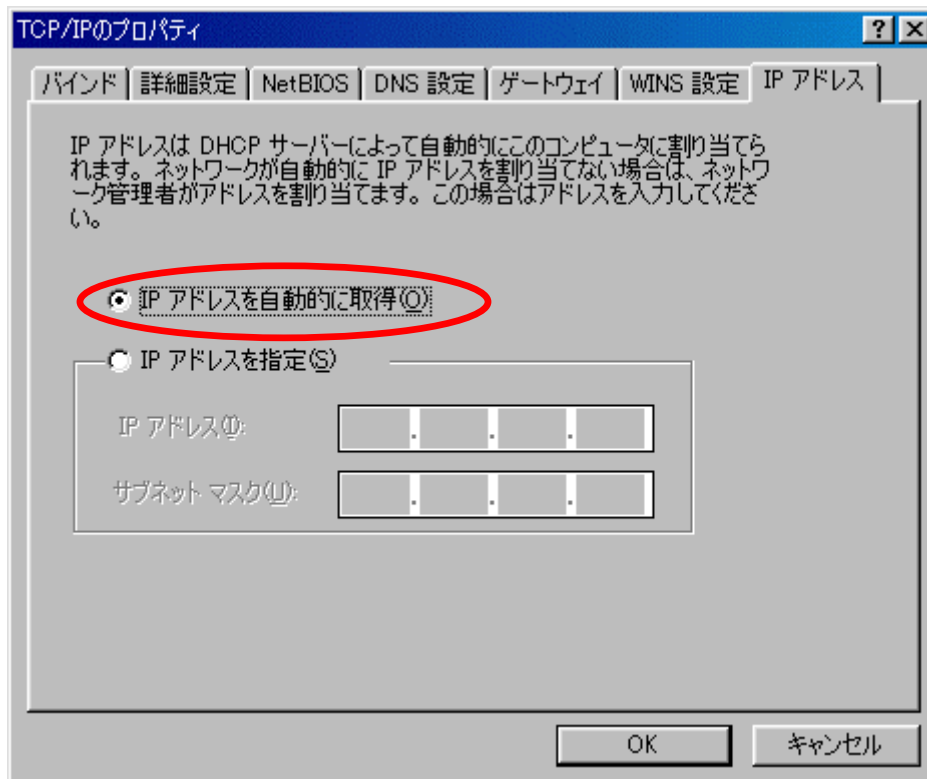 TCP/IPのプロパティ
バインド 詳細設定 NetBIOS DNS 設定 ゲートウェイ WINS 設定 IP アドレス
IP アドレスは DHCP サーバーによって自動的にこのコンピュータに割り当てら
れます。ネットワークが自動的に IP アドレスを割り当てない場合は、ネットワ
ーク管理者がアドレスを割り当てます。この場合はアドレスを入力してくださ
い。
IP アドレスを自動的に取得(O)
IP アドレスを指定(S)
IP アドレス(I):
サブネット マスク(U):
OK キャンセル